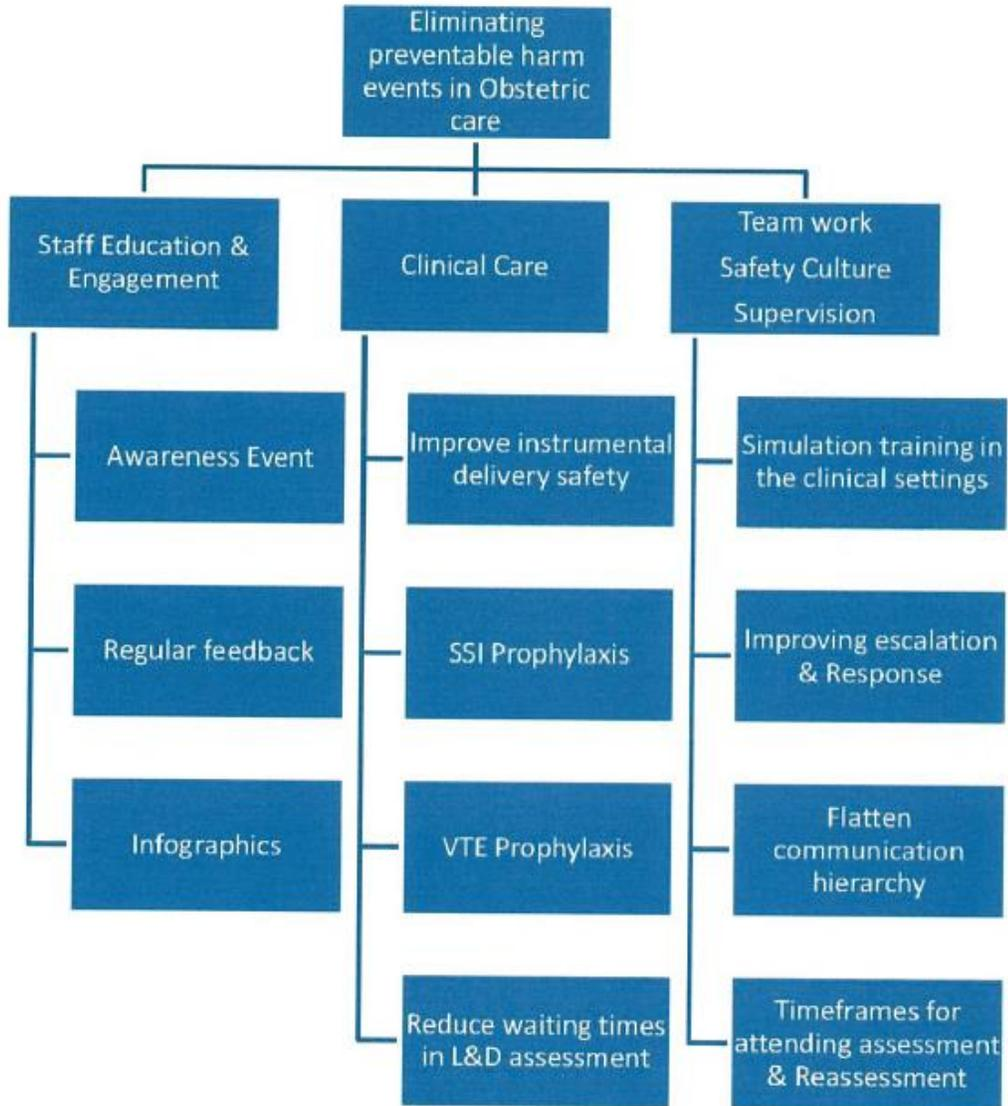 Eliminating
preventable harm
events in Obstetric
care
Staff Education &
Engagement
Clinical Care
Team work
Safety Culture
Supervision
Awareness Event
Improve instrumental
delivery safety
Simulation training in
the clinical settings
Regular feedback
SSI Prophylaxis
Improving escalation
& Response
Infographics
VTE Prophylaxis
Flatten
communication
hierarchy
Reduce waiting times
in L&D assessment
Timeframes for
attending assessment
& Reassessment